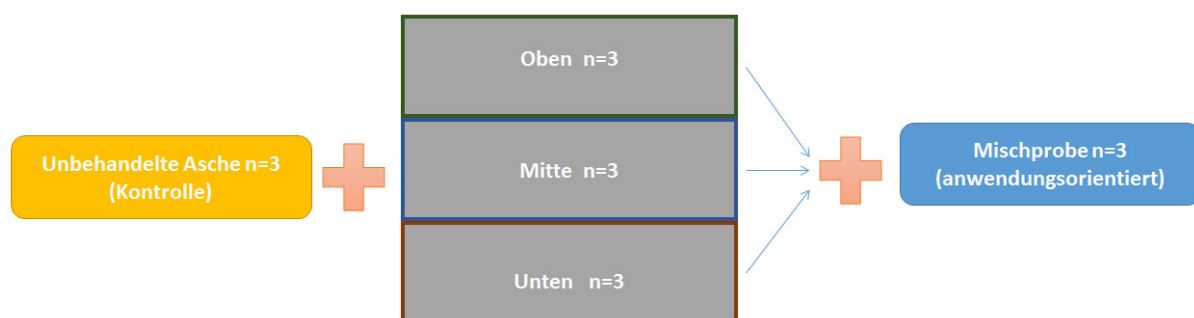 Unbehandelte Asche n=3
(Kontrolle)
Oben n=3
Mitte n=3
Unten n=3
Mischprobe n=3
(anwendungsorientiert)